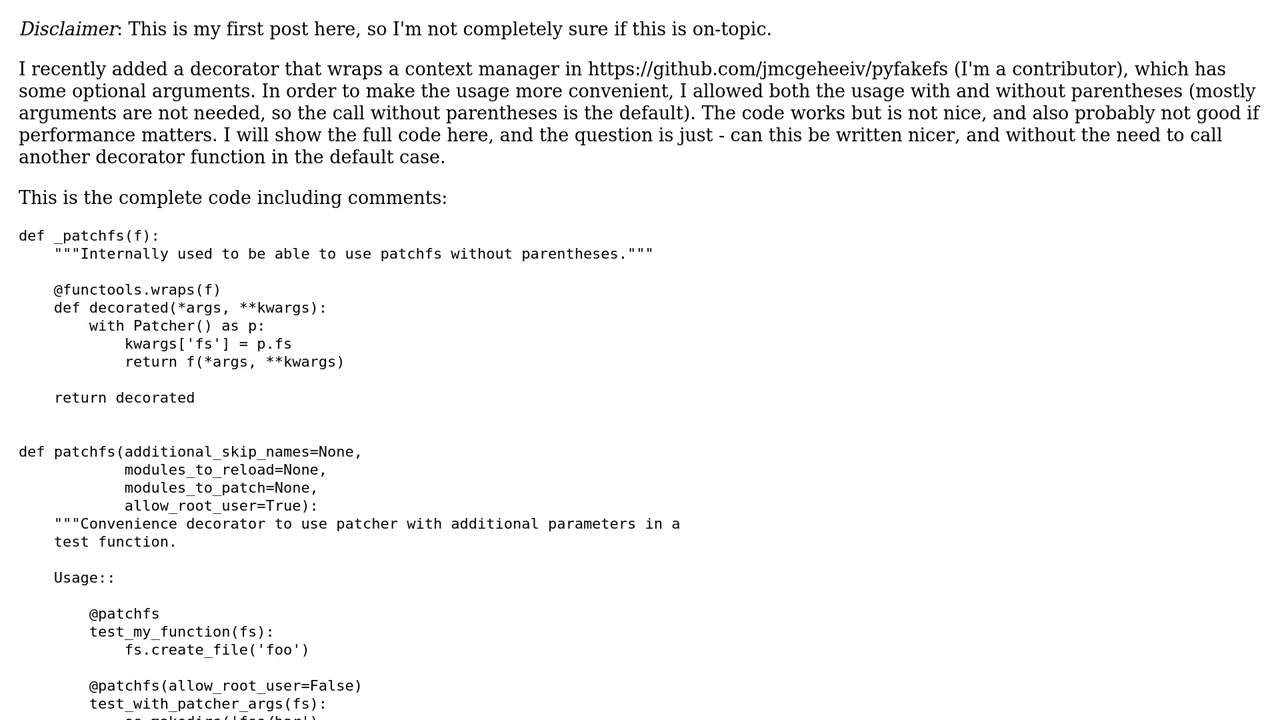 Disclaimer: This is my first post here, so I'm not completely sure if this is on-topic.
I recently added a decorator that wraps a context manager in https://github.com/jmcgeheeiv/pyfakefs (I'm a contributor), which has
some optional arguments. In order to make the usage more convenient, I allowed both the usage with and without parentheses (mostly
arguments are not needed, so the call without parentheses is the default). The code works but is not nice, and also probably not good if
performance matters. I will show the full code here, and the question is just - can this be written nicer, and without the need to call
another decorator function in the default case.
This is the complete code including comments:
def _patchfs(f):
    """Internally used to be able to use patchfs without parentheses."""
    @functools.wraps(f)
    def decorated(*args, **kwargs):
        with Patcher() as p:
            kwargs['fs'] = p.fs
            return f(*args, **kwargs)
    return decorated
def patchfs(additional_skip_names=None,
            modules_to_reload=None,
            modules_to_patch=None,
            allow_root_user=True):
    """Convenience decorator to use patcher with additional parameters in a
    test function.
    Usage::
        @patchfs
        test_my_function(fs):
            fs.create_file('foo')
        @patchfs(allow_root_user=False)
        test_with_patcher_args(fs):
            os.makedirs('foo/bar')